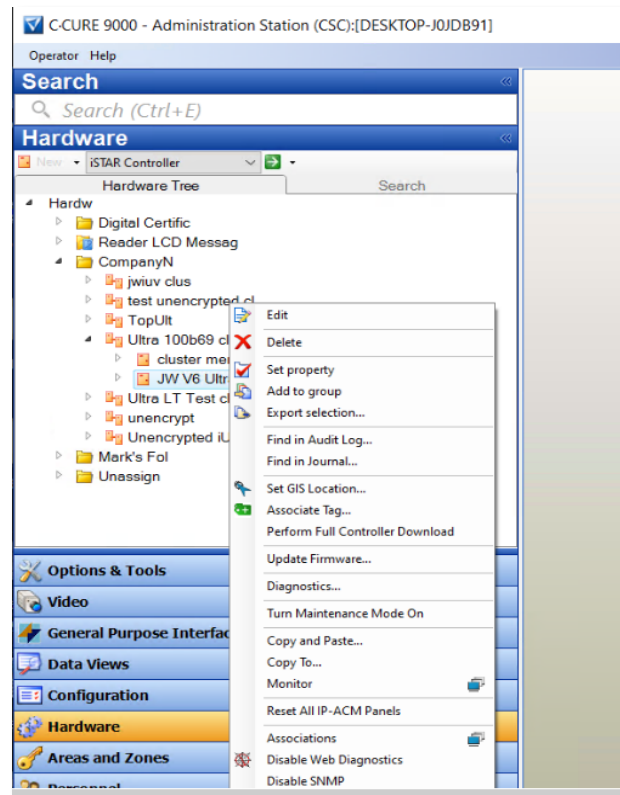 C-CURE 9000 - Administration Station (CSC):[DESKTOP-J0JDB91]
Operator Help
Search
Search (Ctrl+E)
Hardware
New iSTAR Controller
Hardware Tree Search
Hardw
Digital Certific
Reader LCD Messag
CompanyN
jwiuv clus
test unencrypted cl
TopUlt
Ultra 100b69 cl
cluster me
JW V6 Ultr
Ultra LT Test cl
unencrypt
Unencrypted iU
Mark's Fol
Unassign
Edit
Delete
Set property
Add to group
Export selection...
Find in Audit Log...
Find in Journal...
Set GIS Location...
Associate Tag...
Perform Full Controller Download
Update Firmware...
Diagnostics...
Turn Maintenance Mode On
Copy and Paste...
Copy To...
Monitor
Reset All IP-ACM Panels
Associations
Disable Web Diagnostics
Disable SNMP
Options & Tools
Video
General Purpose Interfac
Data Views
Configuration
Hardware
Areas and Zones
Personnel